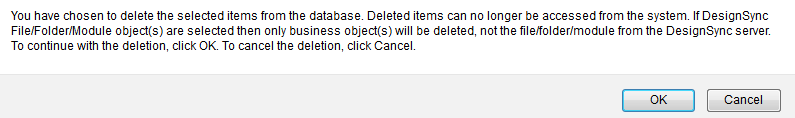 You have chosen to delete the selected items from the database. Deleted items can no longer be accessed from the system. If DesignSync
File/Folder/Module object(s) are selected then only business object(s) will be deleted, not the file/folder/module from the DesignSync server.
To continue with the deletion, click OK. To cancel the deletion, click Cancel.
OK Cancel